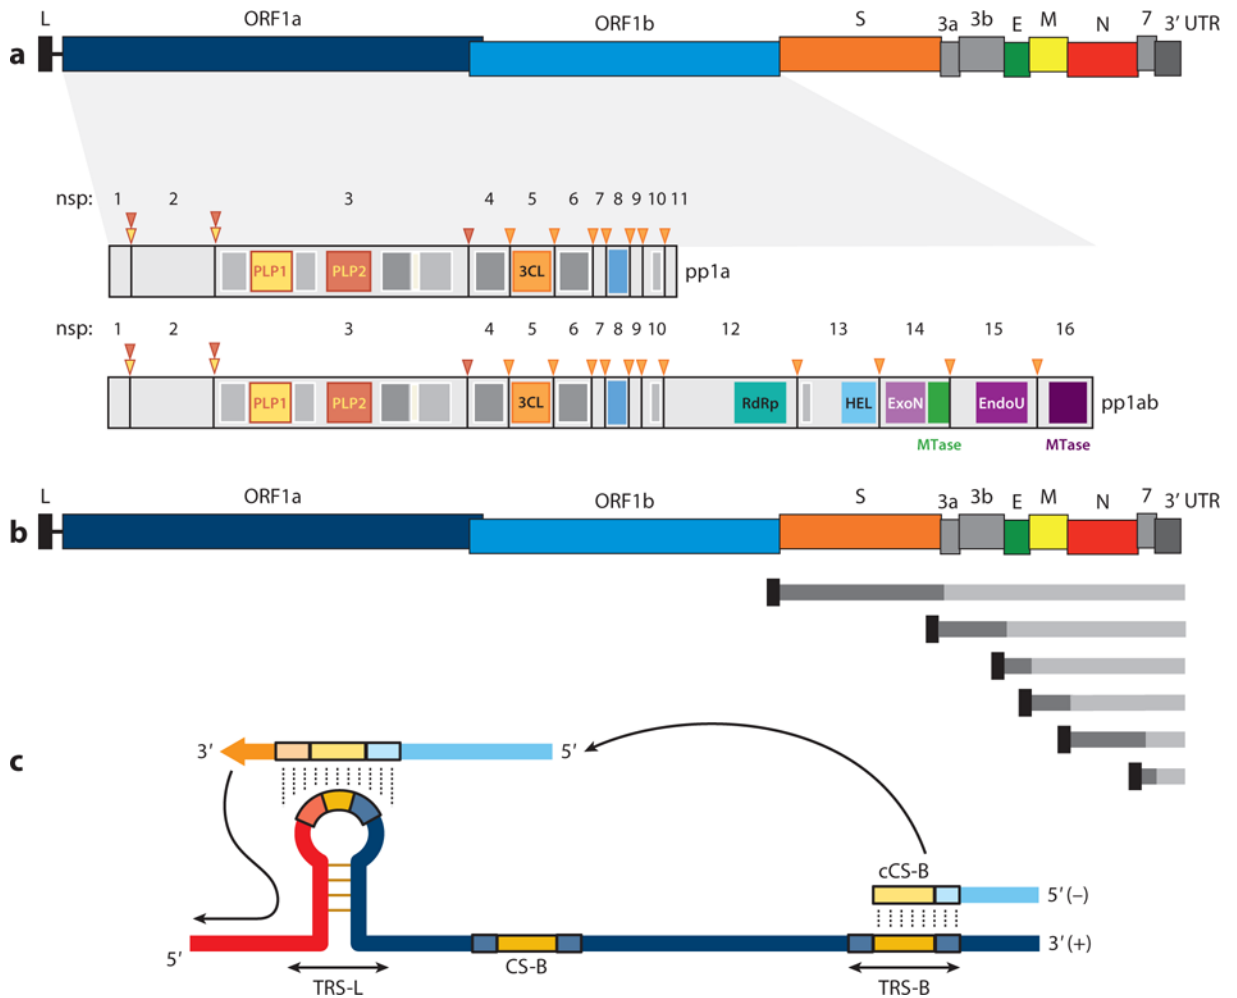 L ORF1a ORF1b S 3a 3b E M N 7 3′ UTR
a
nsp: 1 2 3 4 5 6 7 8 9 10 11
PLP1 PLP2 3CL pp1a
nsp: 1 2 3 4 5 6 7 8 9 10 12 13 14 15 16
PLP1 PLP2 3CL RdRp HEL ExoN EndoU pp1ab
MTase MTase
L ORF1a ORF1b S 3a 3b E M N 7 3′ UTR
b
c
3′ 5′
cCS-B
5′ (–)
5′ CS-B 3′ (+)
TRS-L TRS-B